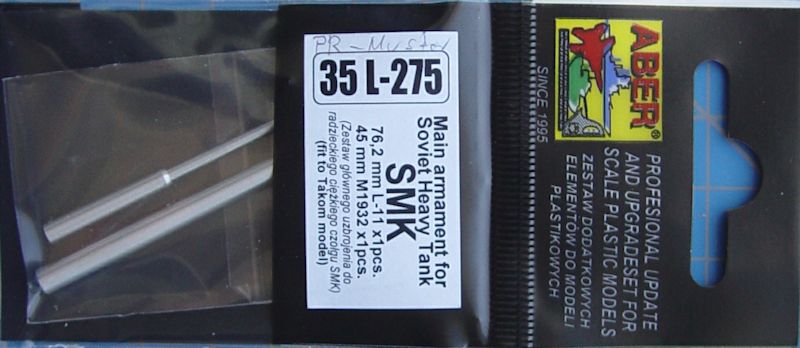 PR-Muster
35 L-275
Main armament for
Soviet Heavy Tank
SMK
76,2 mm L-11 x1pcs.
45 mm M1932 x1pcs.
(Zestaw głównego uzbrojenia do
radzieckiego ciężkiego czołgu SMK)
(fit to Takom model)
ABER®
SINCE 1995
PROFESIONAL UPDATE
AND UPGRADESET FOR
SCALE PLASTIC MODELS
ZESTAW DODATKOWYCH
ELEMENTÓW DO MODELI
PLASTIKOWYCH